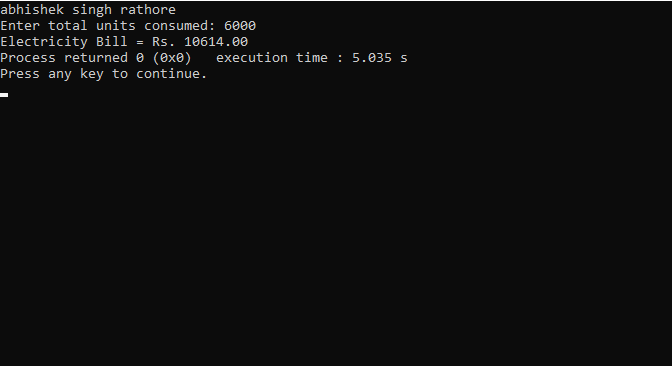 abhishek singh rathore
Enter total units consumed: 6000
Electricity Bill = Rs. 10614.00
Process returned 0 (0x0)   execution time : 5.035 s
Press any key to continue.